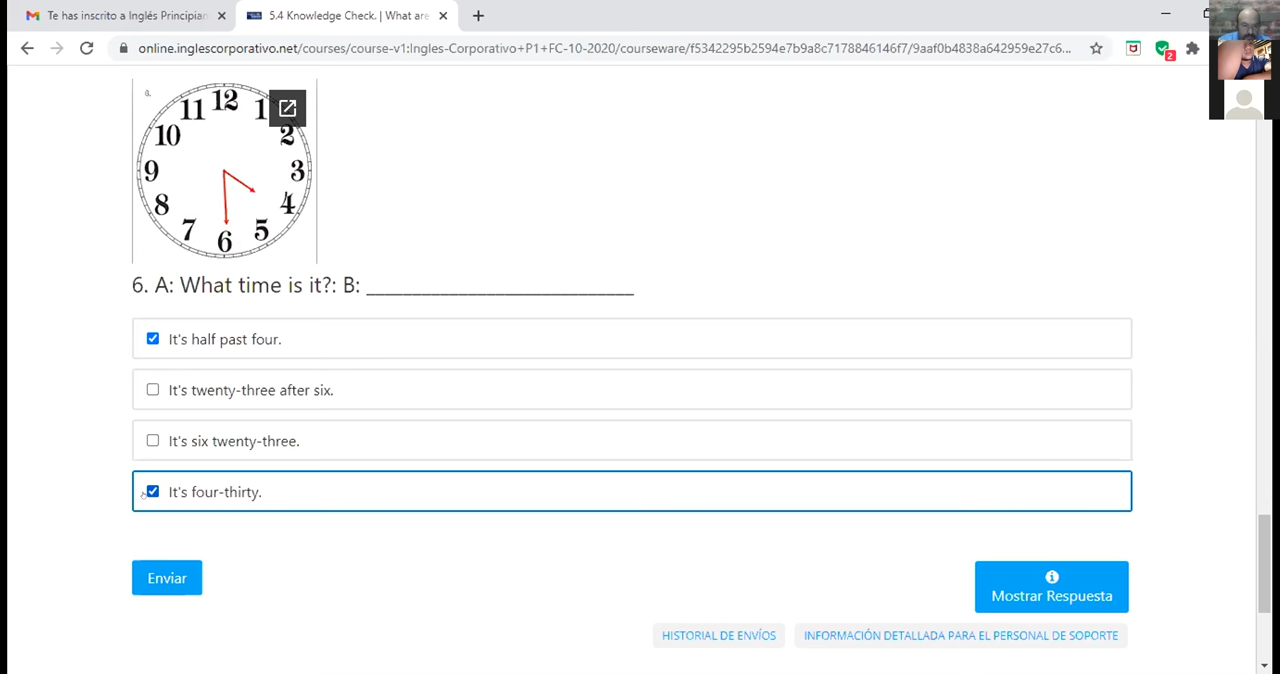 Te has inscrito a Inglés Principian
5.4 Knowledge Check. | What are
online.inglescorporativo.net/courses/course-v1:Ingles-Corporativo+P1+FC-10-2020/courseware/f5342295b2594e7b9a8c7178846146f7/9aaf0b4838a642959e27c6...
2
12
11 1
10 2
9 3
8 4
7 5
6
6. A: What time is it?: B: ____________________________
It's half past four.
It's twenty-three after six.
It's six twenty-three.
It's four-thirty.
Enviar
Mostrar Respuesta
HISTORIAL DE ENVÍOS INFORMACIÓN DETALLADA PARA EL PERSONAL DE SOPORTE